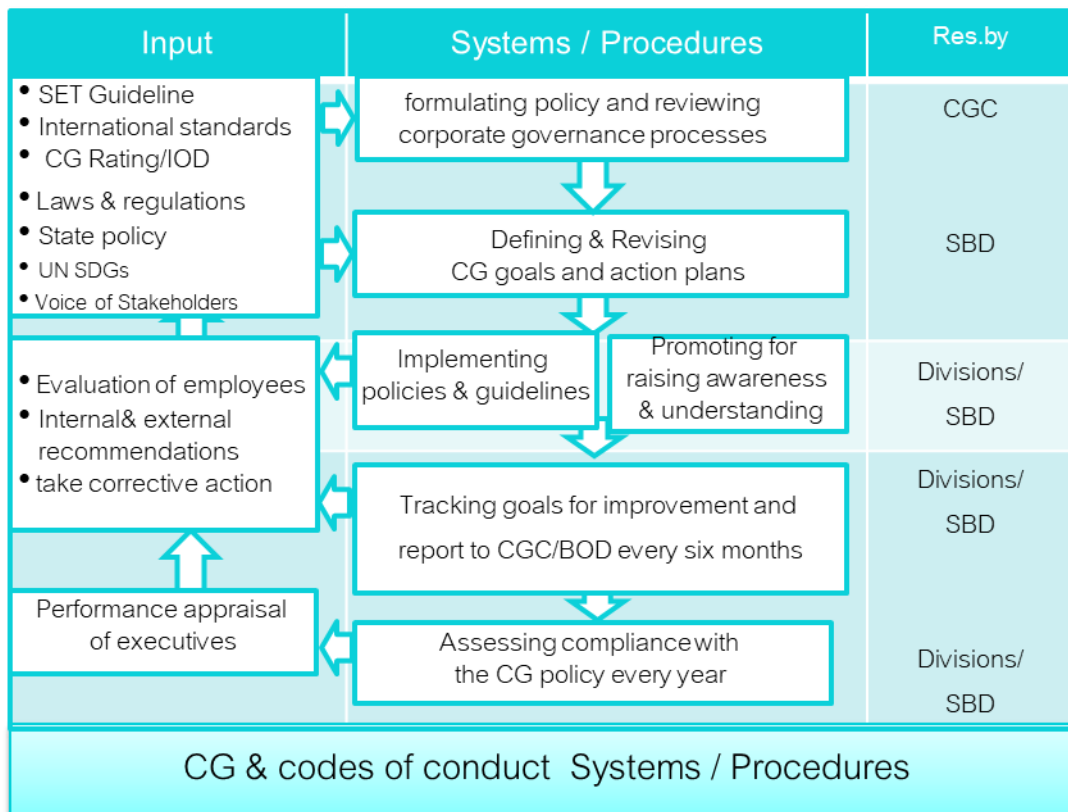 Input
Systems / Procedures
Res.by
• SET Guideline
• International standards
• CG Rating/IOD
• Laws & regulations
• State policy
• UN SDGs
• Voice of Stakeholders
formulating policy and reviewing
corporate governance processes
CGC
Defining & Revising
CG goals and action plans
SBD
• Evaluation of employees
• Internal& external
recommendations
• take corrective action
Implementing
policies & guidelines
Promoting for
raising awareness
& understanding
Divisions/
SBD
Tracking goals for improvement and
report to CGC/BOD every six months
Divisions/
SBD
Performance appraisal
of executives
Assessing compliance with
the CG policy every year
Divisions/
SBD
CG & codes of conduct Systems / Procedures